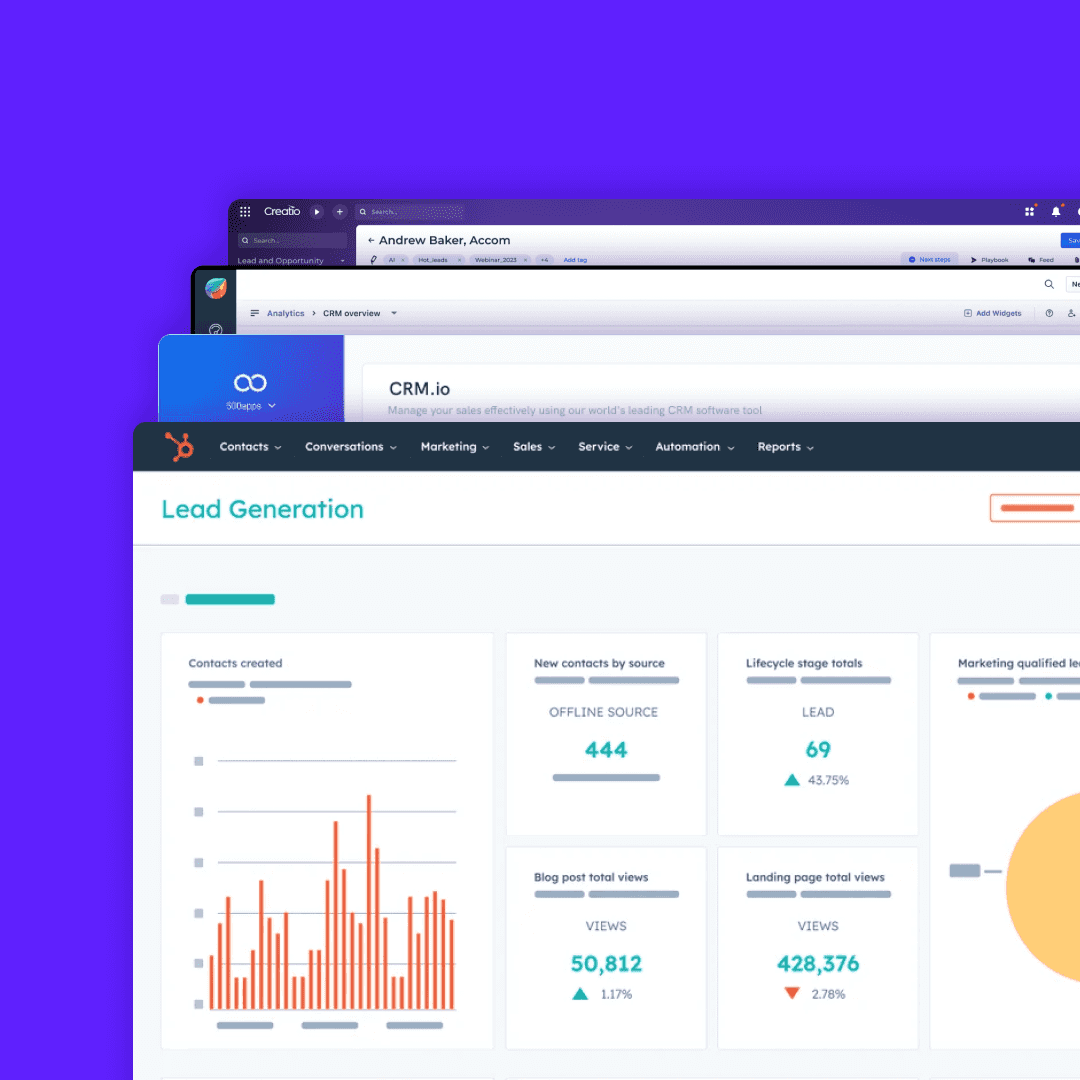 Creatio Search...
Search...
Andrew Baker, Accom Sav
AI × Hot_leads × Webinar_2023 × +4 Add tag Next steps Playbook Feed
Lead and Opportunity
Ne
Analytics > CRM overview Add Widgets
CRM.io
500apps
Manage your sales effectively using our world's leading CRM software tool
Contacts Conversations Marketing Sales Service Automation Reports
Lead Generation
Contacts created
New contacts by source
OFFLINE SOURCE
444
Lifecycle stage totals
LEAD
69
43.75%
Marketing qualified le
Blog post total views
VIEWS
50,812
1.17%
Landing page total views
VIEWS
428,376
2.78%